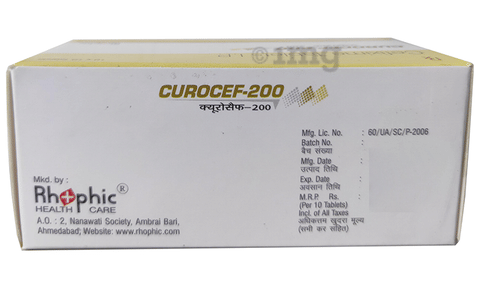 1mg
CUROCEF-200
क्यूरोसैफ-200
Mfg. Lic. No. : 60/UA/SC/P-2006
Batch No. :
बैच संख्या
Mfg. Date :
उत्पाद तिथि
Exp. Date :
अवसान तिथि
M.R.P. Rs. :
(Per 10 Tablets)
Incl. of All Taxes
अधिकतम खुदरा मूल्य
(सभी कर सहित)
Mkd. by :
Rhophic®
HEALTH CARE
A.O. : 2, Nanawati Society, Ambrai Bari,
Ahmedabad; Website: www.rhophic.com